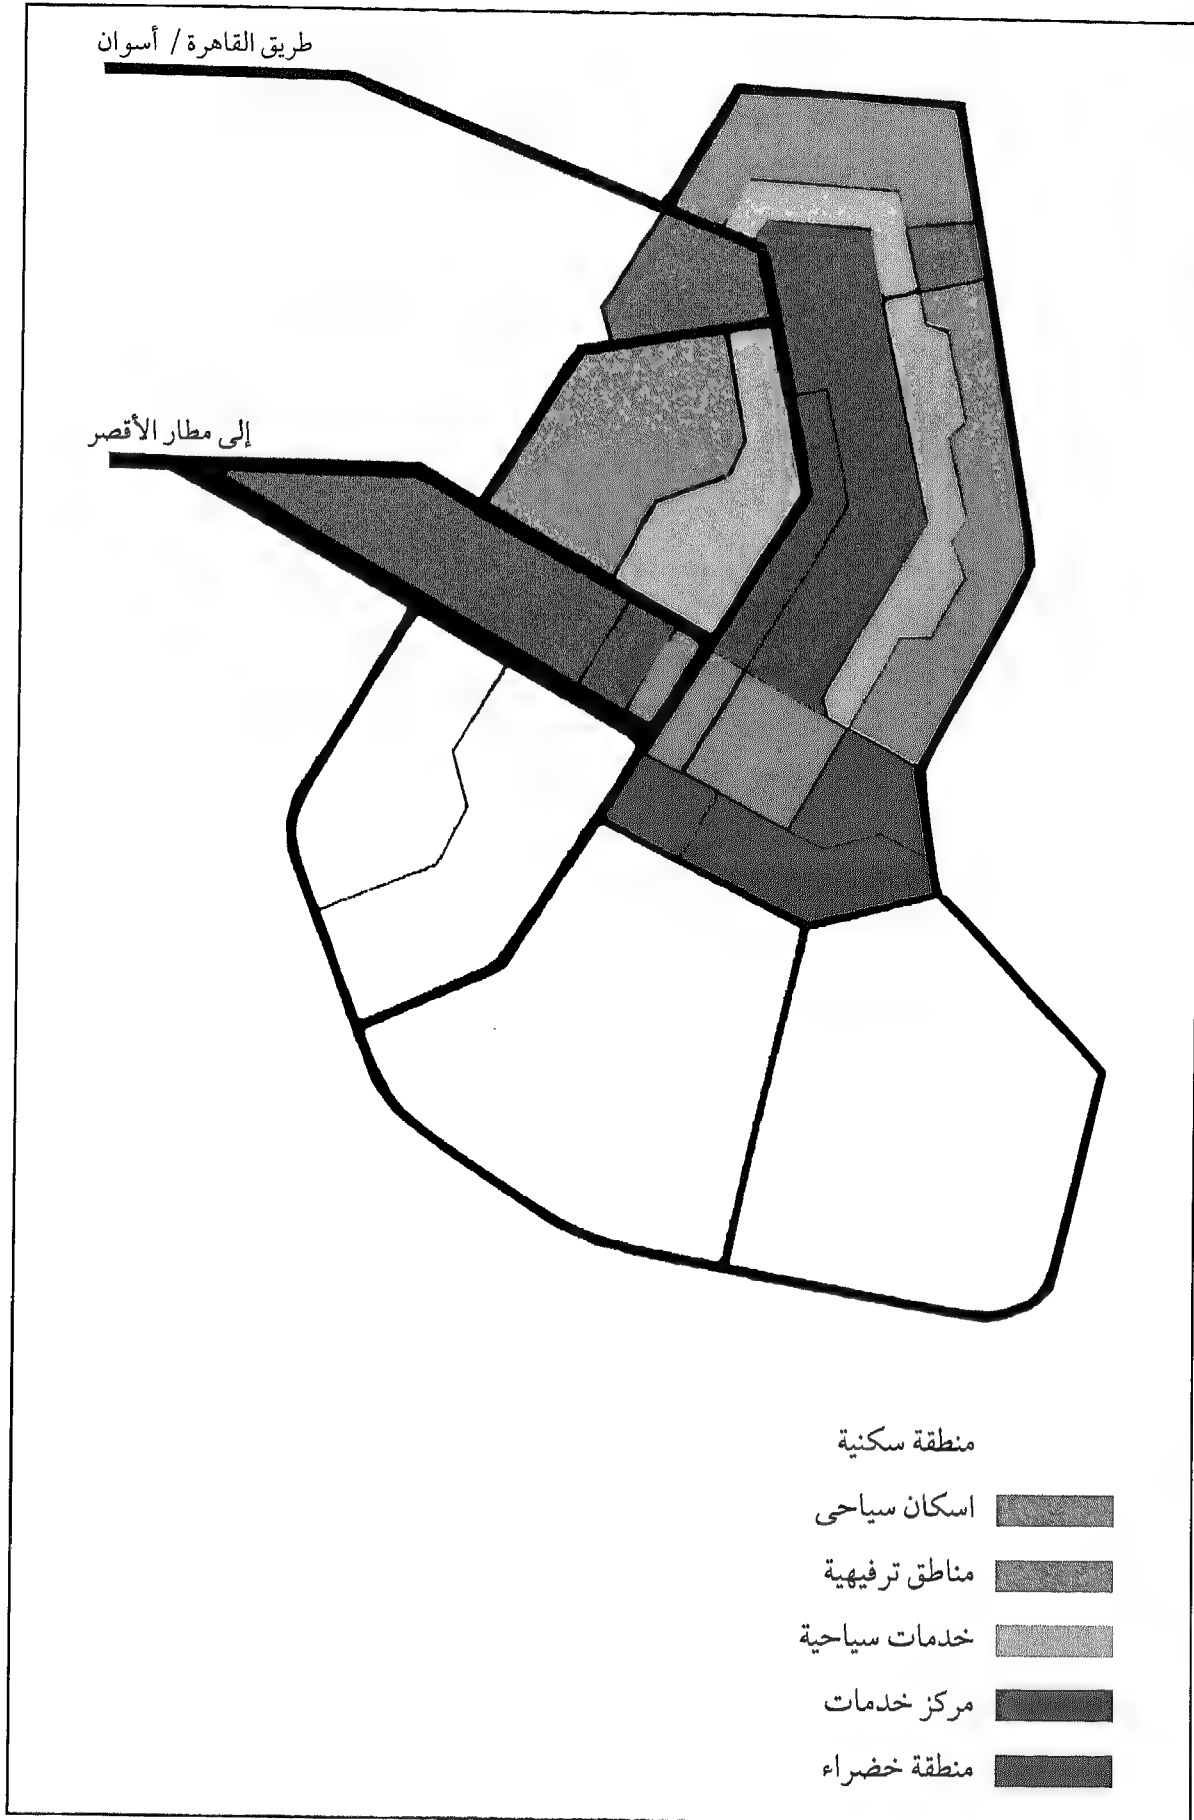 طريق القاهرة / أسوان
إلى مطار الأقصر
منطقة سكنية
اسكان سياحى
مناطق ترفيهية
خدمات سياحية
مركز خدمات
منطقة خضراء